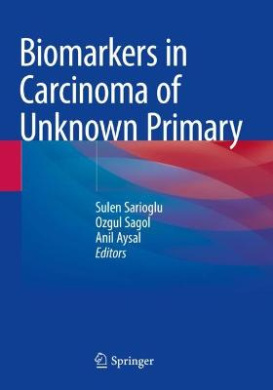 Biomarkers in
Carcinoma of
Unknown Primary
Sulen Sarioglu
Ozgul Sagol
Anil Aysal
Editors
Springer